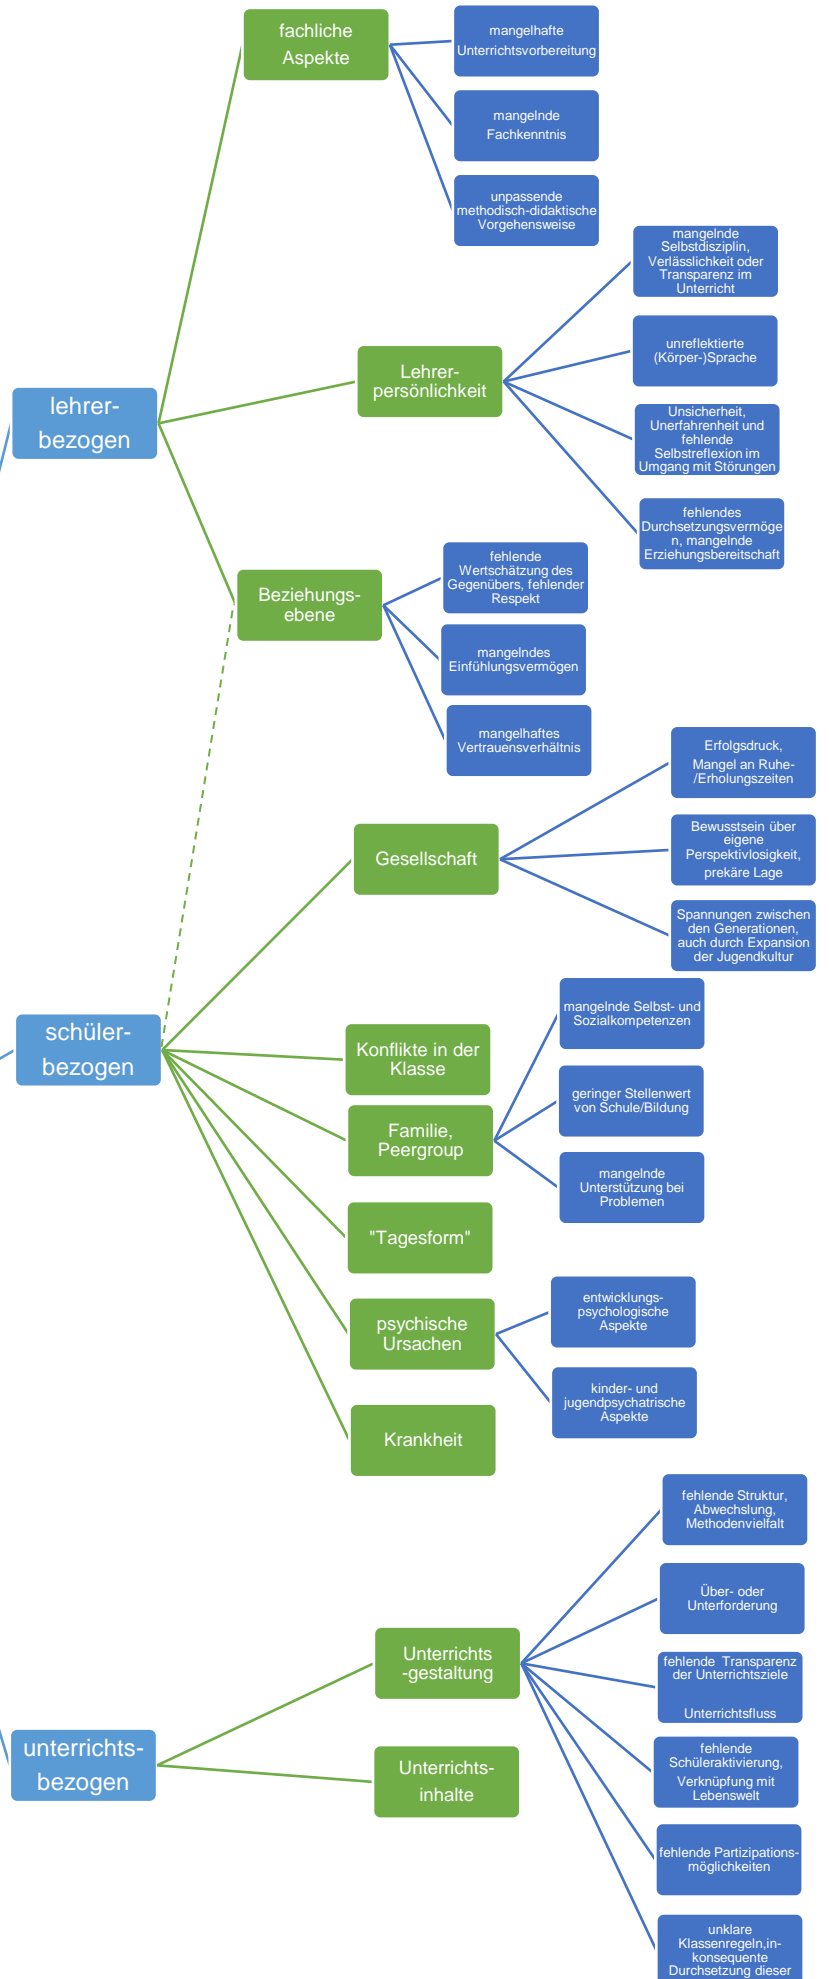 fachliche
Aspekte
mangelhafte
Unterrichtsvorbereitung
mangelnde
Fachkenntnis
unpassende
methodisch-didaktische
Vorgehensweise
lehrer-
bezogen
Lehrer-
persönlichkeit
mangelnde
Selbstdisziplin,
Verlässlichkeit oder
Transparenz im
Unterricht
unreflektierte
(Körper-)Sprache
Unsicherheit,
Unerfahrenheit und
fehlende
Selbstreflexion im
Umgang mit Störungen
fehlendes
Durchsetzungsvermöge
n, mangelnde
Erziehungsbereitschaft
Beziehungs-
ebene
fehlende
Wertschätzung des
Gegenübers, fehlender
Respekt
mangelndes
Einfühlungsvermögen
mangelhaftes
Vertrauensverhältnis
Gesellschaft
Erfolgsdruck,
Mangel an Ruhe-
/Erholungszeiten
Bewusstsein über
eigene
Perspektivlosigkeit,
prekäre Lage
Spannungen zwischen
den Generationen,
auch durch Expansion
der Jugendkultur
schüler-
bezogen
Konflikte in der
Klasse
Familie,
Peergroup
mangelnde Selbst- und
Sozialkompetenzen
geringer Stellenwert
von Schule/Bildung
mangelnde
Unterstützung bei
Problemen
"Tagesform"
psychische
Ursachen
entwicklungs-
psychologische
Aspekte
kinder- und
jugendpsychatrische
Aspekte
Krankheit
unterrichts-
bezogen
Unterrichts
-gestaltung
fehlende Struktur,
Abwechslung,
Methodenvielfalt
Über- oder
Unterforderung
fehlende Transparenz
der Unterrichtsziele
Unterrichtsfluss
fehlende
Schüleraktivierung,
Verknüpfung mit
Lebenswelt
fehlende Partizipations-
möglichkeiten
unklare
Klassenregeln,in-
konsequente
Durchsetzung dieser
Unterrichts-
inhalte